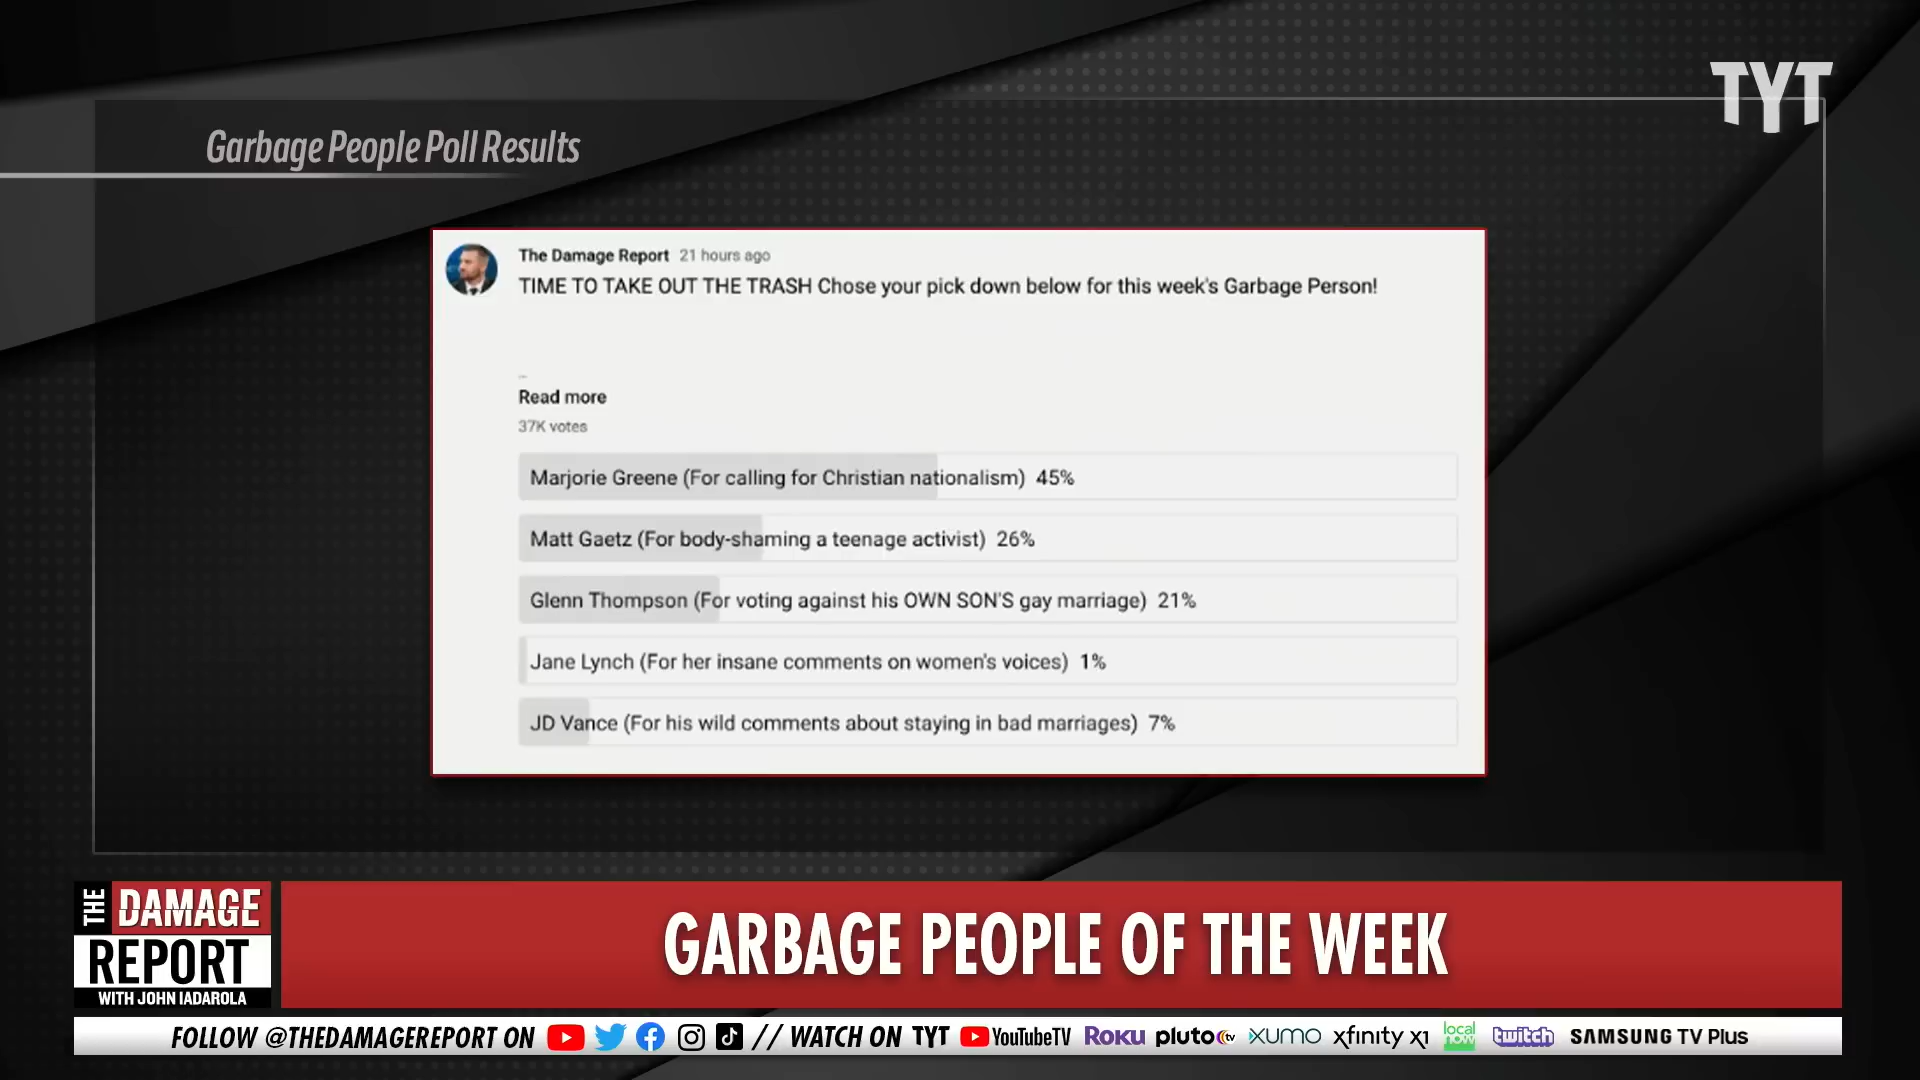 TYT
Garbage People Poll Results
The Damage Report 21 hours ago
TIME TO TAKE OUT THE TRASH Chose your pick down below for this week's Garbage Person!
Read more
37K votes
Marjorie Greene (For calling for Christian nationalism) 45%
Matt Gaetz (For body-shaming a teenage activist) 26%
Glenn Thompson (For voting against his OWN SON'S gay marriage) 21%
Jane Lynch (For her insane comments on women's voices) 1%
JD Vance (For his wild comments about staying in bad marriages) 7%
THE DAMAGE
REPORT
WITH JOHN IADAROLA
GARBAGE PEOPLE OF THE WEEK
FOLLOW @THEDAMAGEREPORT ON // WATCH ON TYT YouTubeTV ROKU pluto tv XUMO xfinity x1 local now twitch SAMSUNG TV Plus